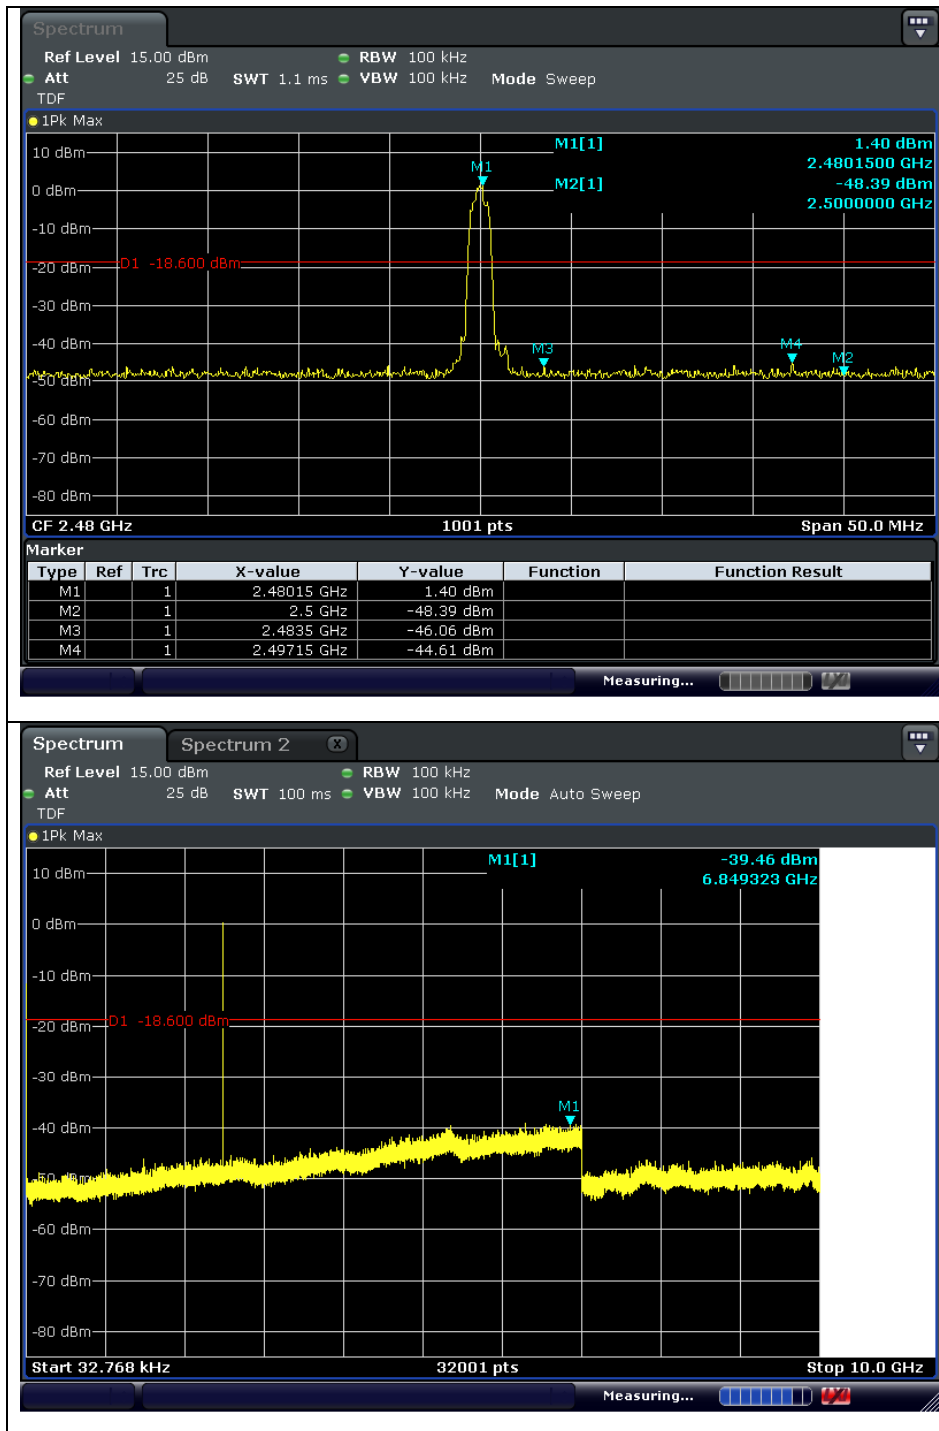 Spectrum
Ref Level 15.00 dBm RBW 100 kHz
Att 25 dB SWT 1.1 ms VBW 100 kHz Mode Sweep
TDF
1Pk Max
M1[1] 1.40 dBm
2.4801500 GHz
M2[1] -48.39 dBm
2.5000000 GHz
10 dBm
M1
0 dBm
-10 dBm
D1 -18.600 dBm
-20 dBm
-30 dBm
-40 dBm
M3
M4
M2
-50 dBm
-60 dBm
-70 dBm
-80 dBm
CF 2.48 GHz 1001 pts Span 50.0 MHz
Marker
Type Ref Trc X-value Y-value Function Function Result
M1 1 2.48015 GHz 1.40 dBm
M2 1 2.5 GHz -48.39 dBm
M3 1 2.4835 GHz -46.06 dBm
M4 1 2.49715 GHz -44.61 dBm
Measuring...
Spectrum Spectrum 2 X
Ref Level 15.00 dBm RBW 100 kHz
Att 25 dB SWT 100 ms VBW 100 kHz Mode Auto Sweep
TDF
1Pk Max
M1[1] -39.46 dBm
6.849323 GHz
10 dBm
0 dBm
-10 dBm
D1 -18.600 dBm
-20 dBm
-30 dBm
M1
-40 dBm
-60 dBm
-70 dBm
-80 dBm
Start 32.768 kHz 32001 pts Stop 10.0 GHz
Measuring...